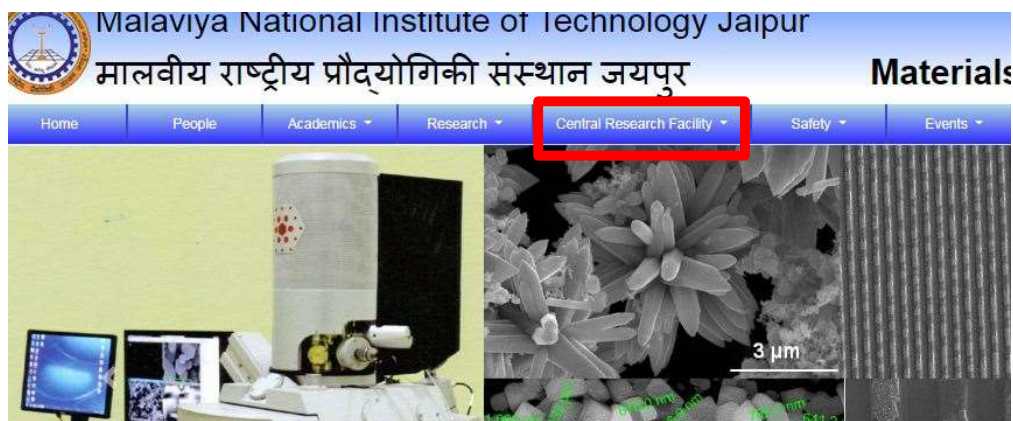 Malaviya National Institute of Technology Jaipur
मालवीय राष्ट्रीय प्रौद्योगिकी संस्थान जयपुर
Materials
Home People Academics Research Central Research Facility Safety Events
3 µm